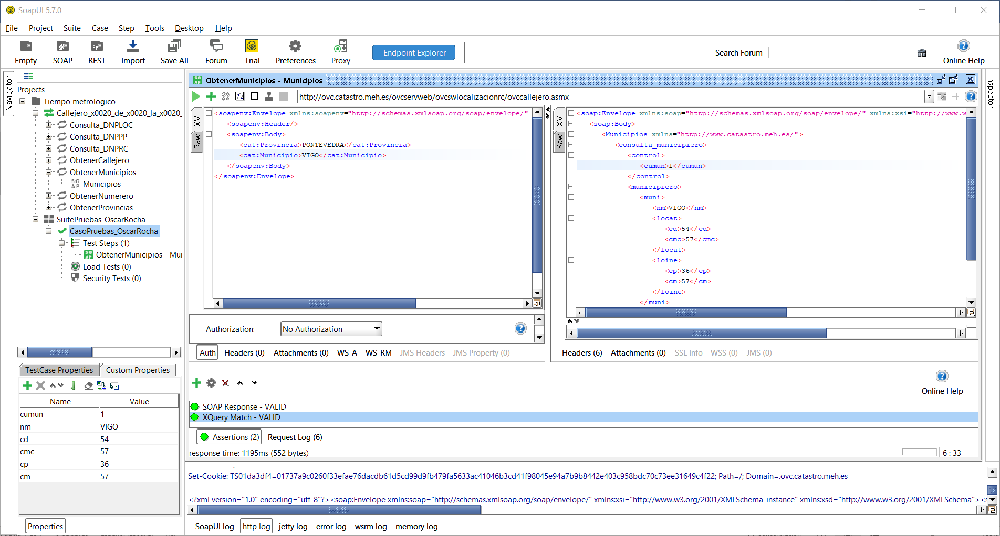 SoapUI 5.7.0
File Project Suite Case Step Tools Desktop Help
Empty SOAP REST Import Save All Forum Trial Preferences Proxy Endpoint Explorer Search Forum Online Help
Navigator
Projects
Tiempo metrologico
Callejero_x0020_de_x0020_la_x0020_
Consulta_DNPLOC
Consulta_DNPPP
Consulta_DNPRC
ObtenerCallejero
ObtenerMunicipios
Municipios
ObtenerNumerero
ObtenerProvincias
SuitePruebas_OscarRocha
CasoPruebas_OscarRocha
Test Steps (1)
ObtenerMunicipios - Mu
Load Tests (0)
Security Tests (0)
TestCase Properties Custom Properties
Name Value
cumun 1
nm VIGO
cd 54
cmc 57
cp 36
cm 57
Properties
ObtenerMunicipios - Municipios
http://ovc.catastro.meh.es/ovcservweb/ovcswlocalizacionrc/ovccallejero.asmx
XML
Raw
<soapenv:Envelope xmlns:soapenv="http://schemas.xmlsoap.org/soap/envelope/"
<soapenv:Header/>
<soapenv:Body>
<cat:Provincia>PONTEVEDRA</cat:Provincia>
<cat:Municipio>VIGO</cat:Municipio>
</soapenv:Body>
</soapenv:Envelope>
Authorization: No Authorization
Auth Headers (0) Attachments (0) WS-A WS-RM JMS Headers JMS Property (0)
XML
Raw
<soap:Envelope xmlns:soap="http://schemas.xmlsoap.org/soap/envelope/" xmlns:xsi="http://www.w
<soap:Body>
<Municipios xmlns="http://www.catastro.meh.es/">
<consulta_municipiero>
<control>
<cumun>1</cumun>
</control>
<municipiero>
<muni>
<nm>VIGO</nm>
<locat>
<cd>54</cd>
<cmc>57</cmc>
</locat>
<loine>
<cp>36</cp>
<cm>57</cm>
</loine>
</muni>
Headers (6) Attachments (0) SSL Info WSS (0) JMS (0)
Inspector
Online Help
SOAP Response - VALID
XQuery Match - VALID
Assertions (2) Request Log (6)
response time: 1195ms (552 bytes) 6 : 33
Set-Cookie: TS01da3df4=01737a9c0260f33efae76dacdb61d5cd99d9fb479fa5633ac41046b3cd41f98045e94a7b9b8442e403c958bdc70c73ee31649c4f22; Path=/; Domain=.ovc.catastro.meh.es
<?xml version="1.0" encoding="utf-8"?><soap:Envelope xmlns:soap="http://schemas.xmlsoap.org/soap/envelope/" xmlns:xsi="http://www.w3.org/2001/XMLSchema-instance" xmlns:xsd="http://www.w3.org/2001/XMLSchema"><s
SoapUI log http log jetty log error log wsrm log memory log